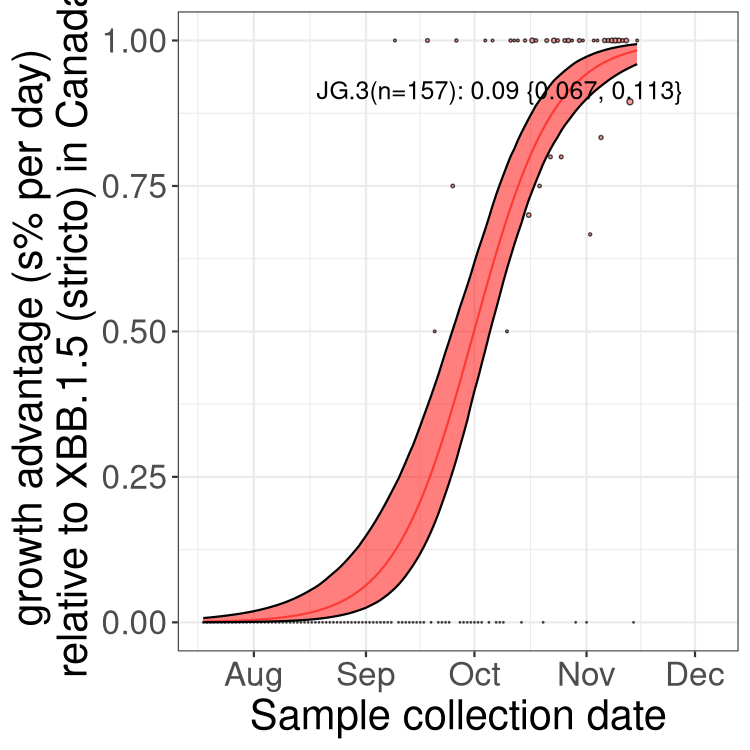 growth advantage (s% per day)
relative to XBB.1.5 (stricto) in Canada
1.00
0.75
0.50
0.25
0.00
JG.3(n=157): 0.09 {0.067, 0.113}
Aug Sep Oct Nov Dec
Sample collection date